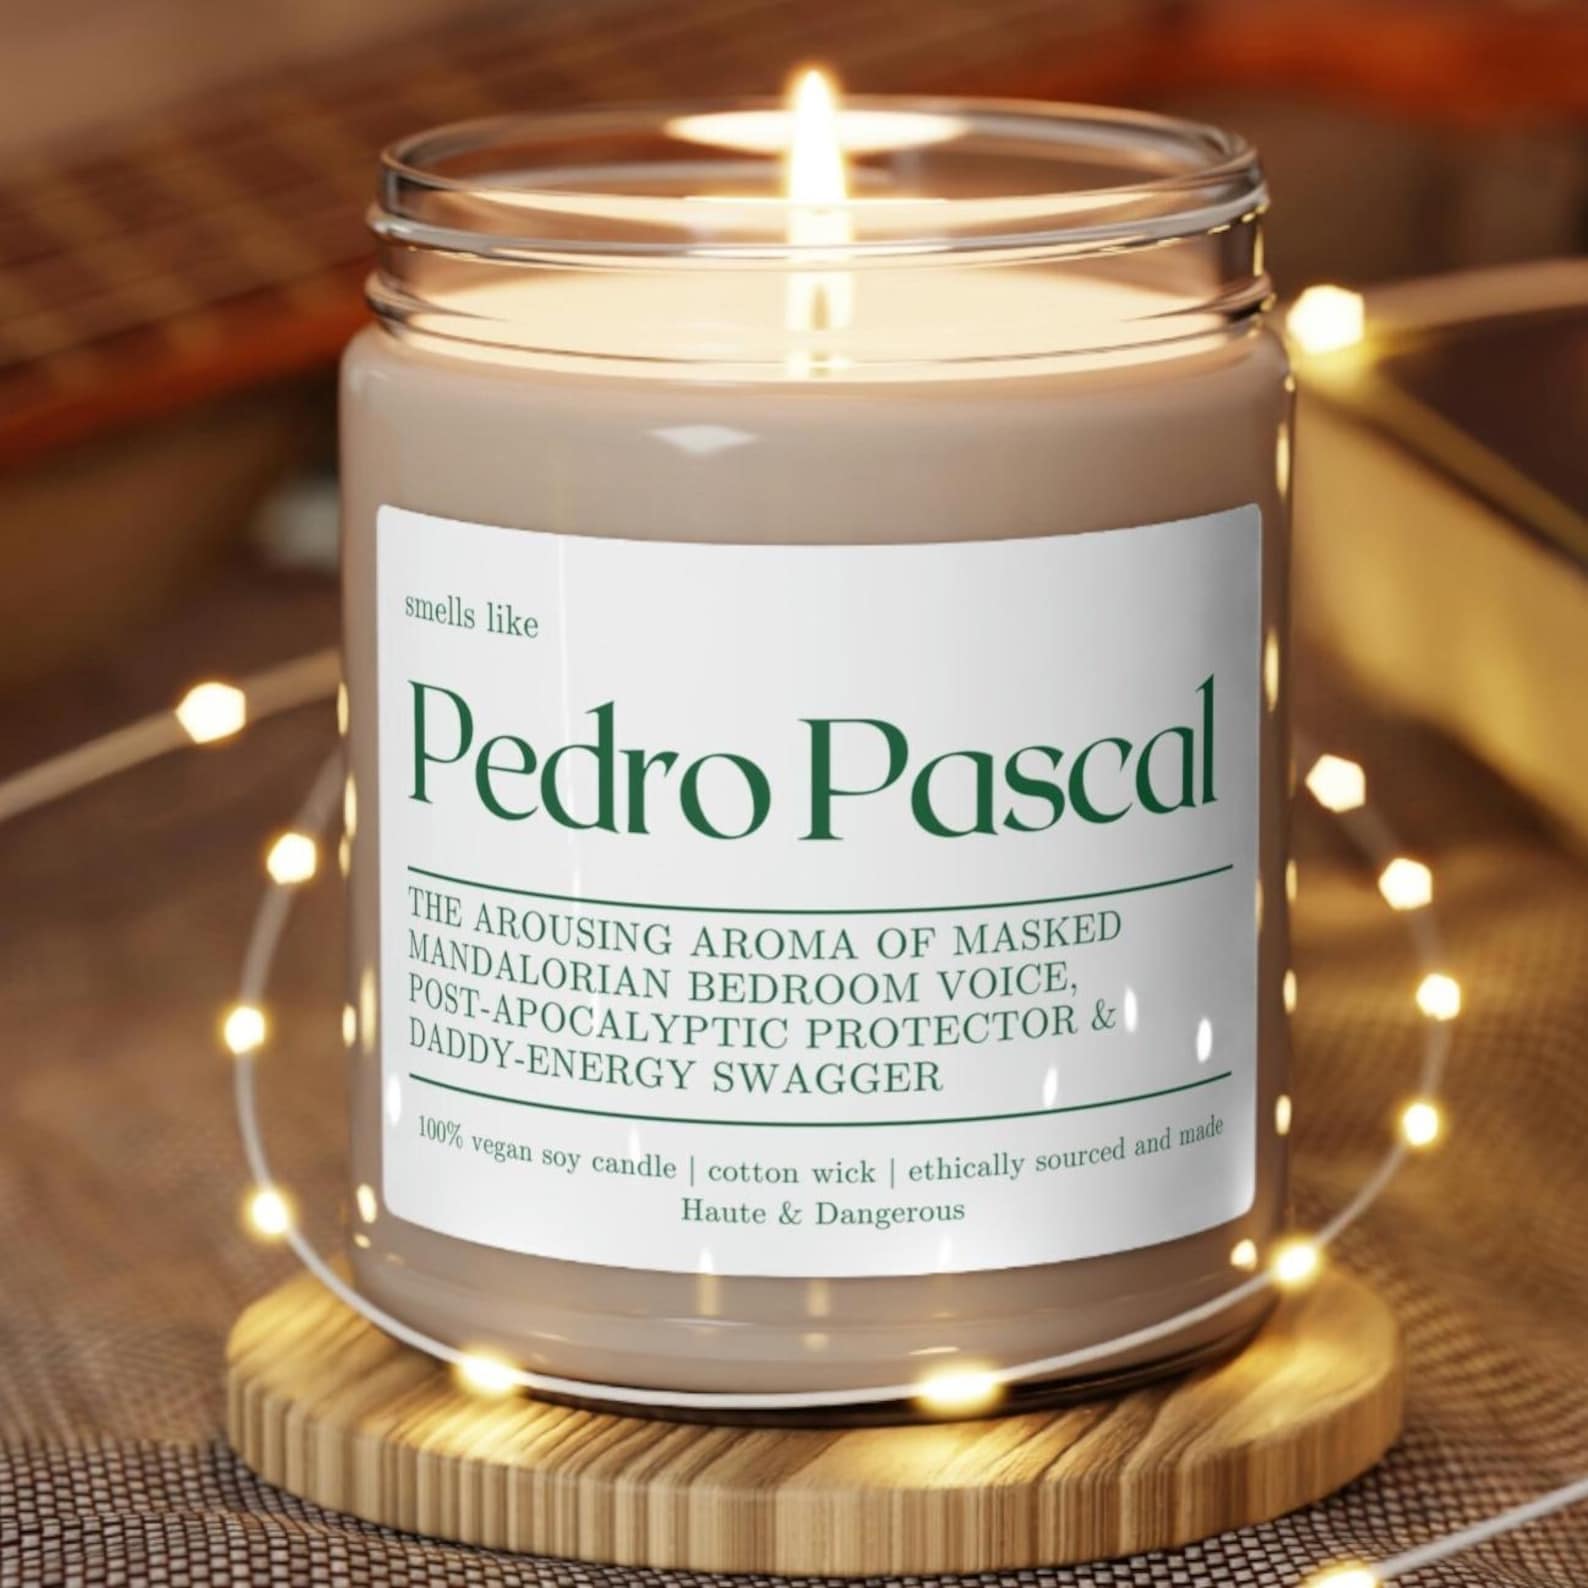 smells like
Pedro Pascal
THE AROUSING AROMA OF MASKED
MANDALORIAN BEDROOM VOICE,
POST-APOCALYPTIC PROTECTOR &
DADDY-ENERGY SWAGGER
100% vegan soy candle | cotton wick | ethically sourced and made
Haute & Dangerous